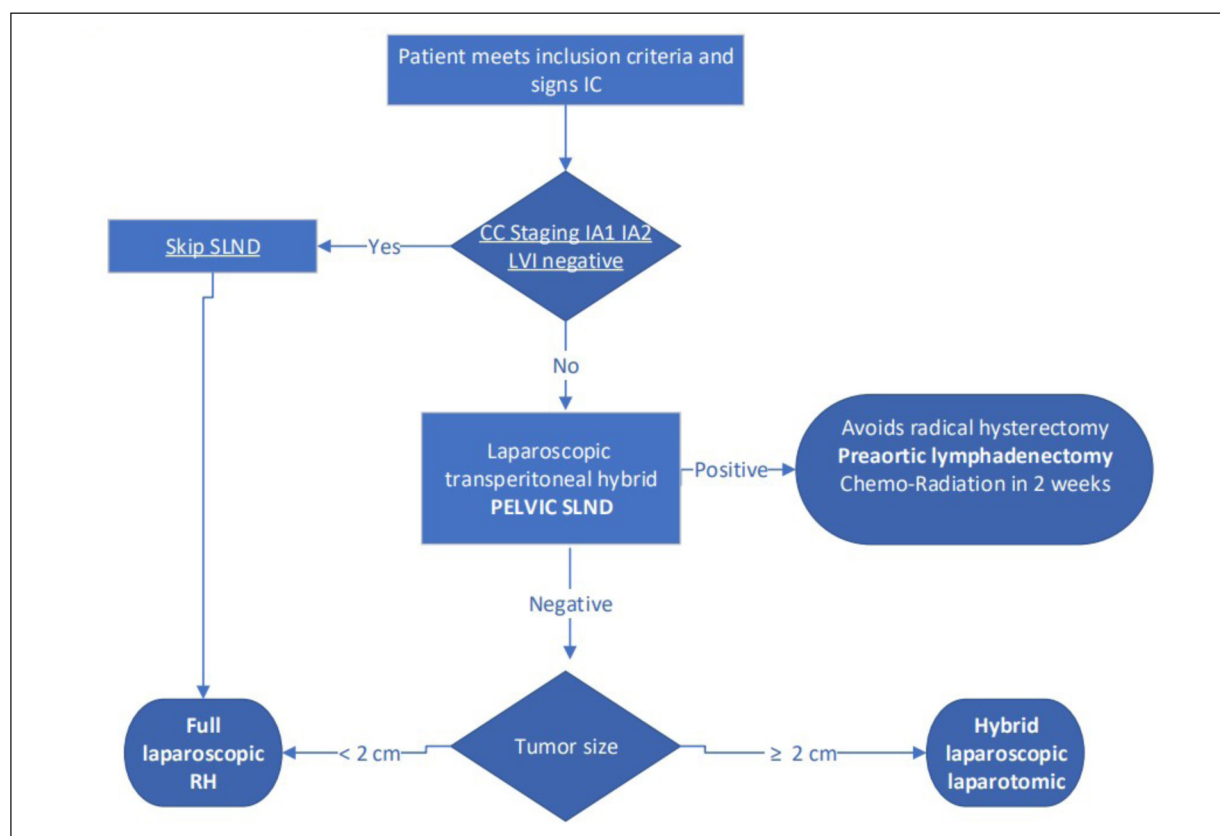 Patient meets inclusion criteria and
signs IC
CC Staging IA1 IA2
LVI negative
Yes
Skip SLND
No
Laparoscopic
transperitoneal hybrid
PELVIC SLND
Positive
Avoids radical hysterectomy
Preaortic lymphadenectomy
Chemo-Radiation in 2 weeks
Negative
Tumor size
< 2 cm
Full
laparoscopic
RH
≥ 2 cm
Hybrid
laparoscopic
laparotomic